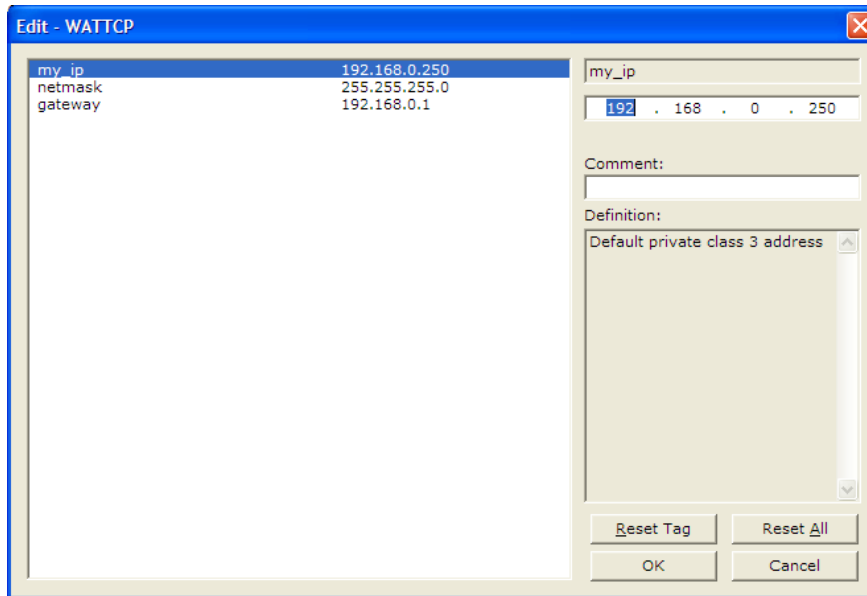 Edit - WATTCP
my_ip 192.168.0.250
netmask 255.255.255.0
gateway 192.168.0.1
my_ip
192 . 168 . 0 . 250
Comment:
Definition:
Default private class 3 address
Reset Tag Reset All
OK Cancel